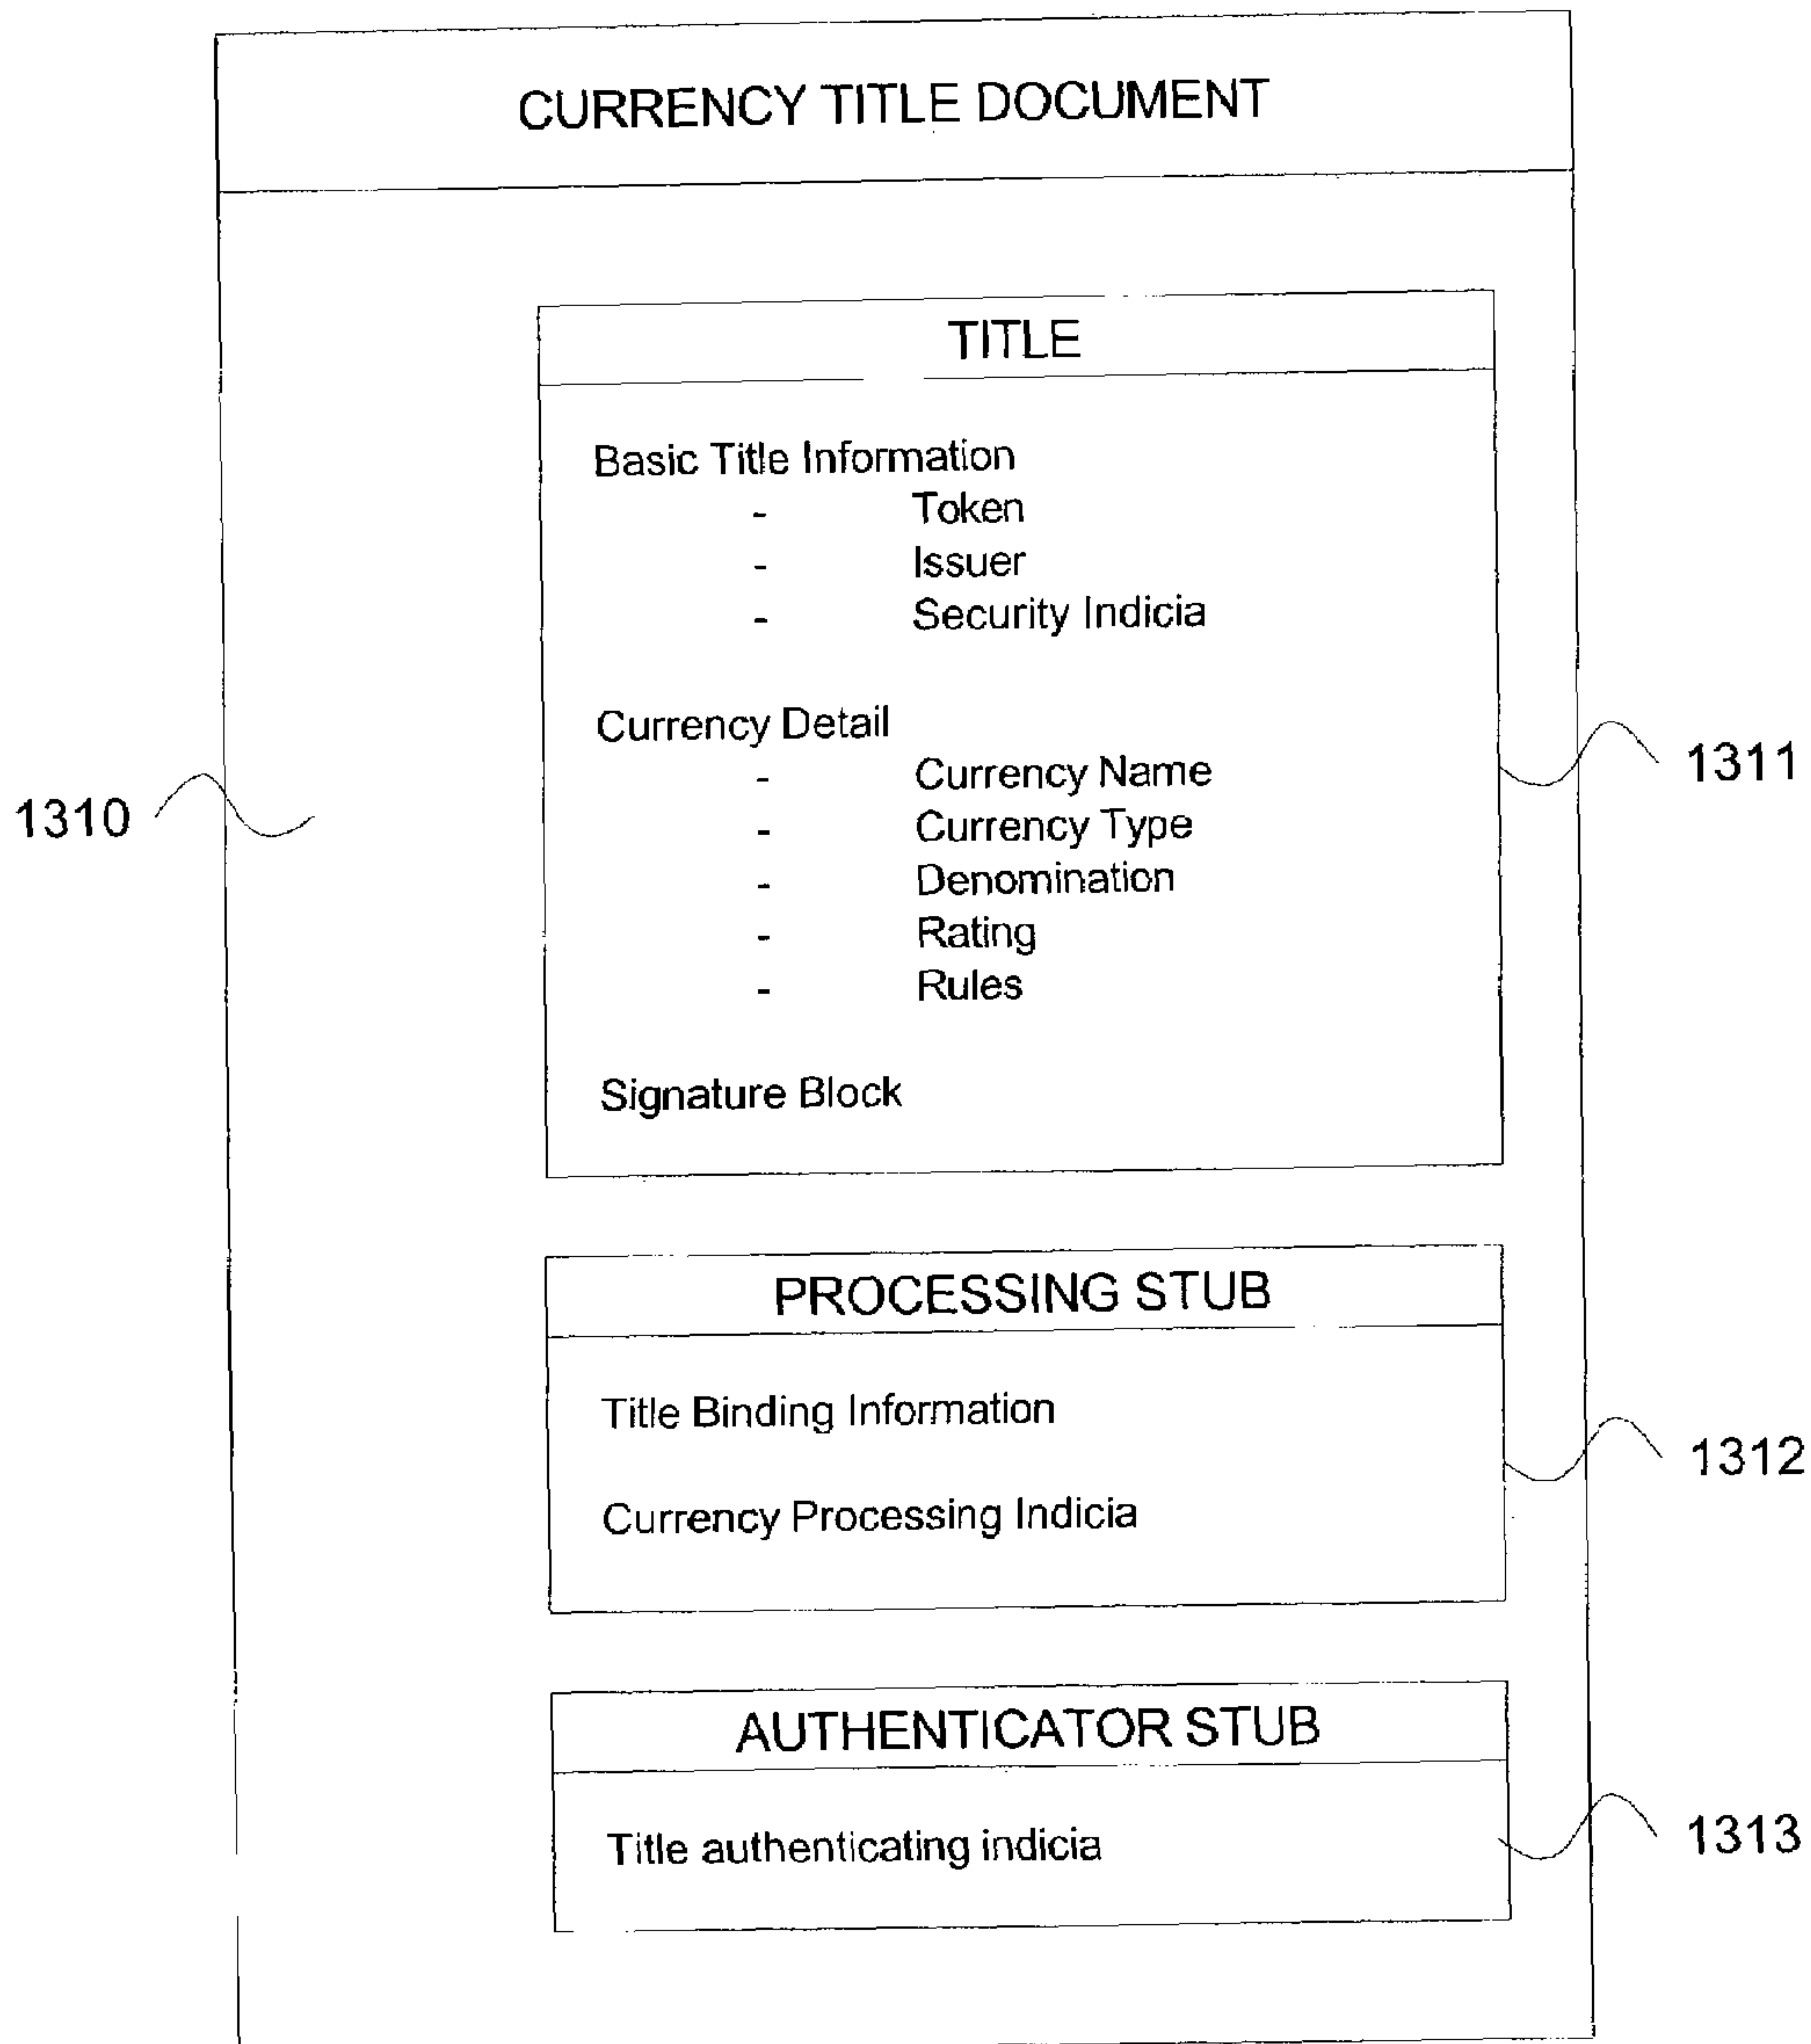 CURRENCY TITLE DOCUMENT
TITLE
Basic Title Information
- Token
- Issuer
- Security Indicia
Currency Detail
- Currency Name
- Currency Type
- Denomination
- Rating
- Rules
Signature Block
1310
1311
PROCESSING STUB
Title Binding Information
Currency Processing Indicia
1312
AUTHENTICATOR STUB
Title authenticating indicia
1313